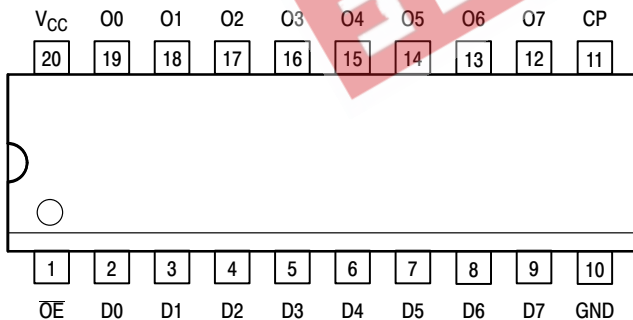 VCC O0 O1 O2 O3 O4 O5 O6 O7 CP
20 19 18 17 16 15 14 13 12 11
1 2 3 4 5 6 7 8 9 10
OE D0 D1 D2 D3 D4 D5 D6 D7 GND